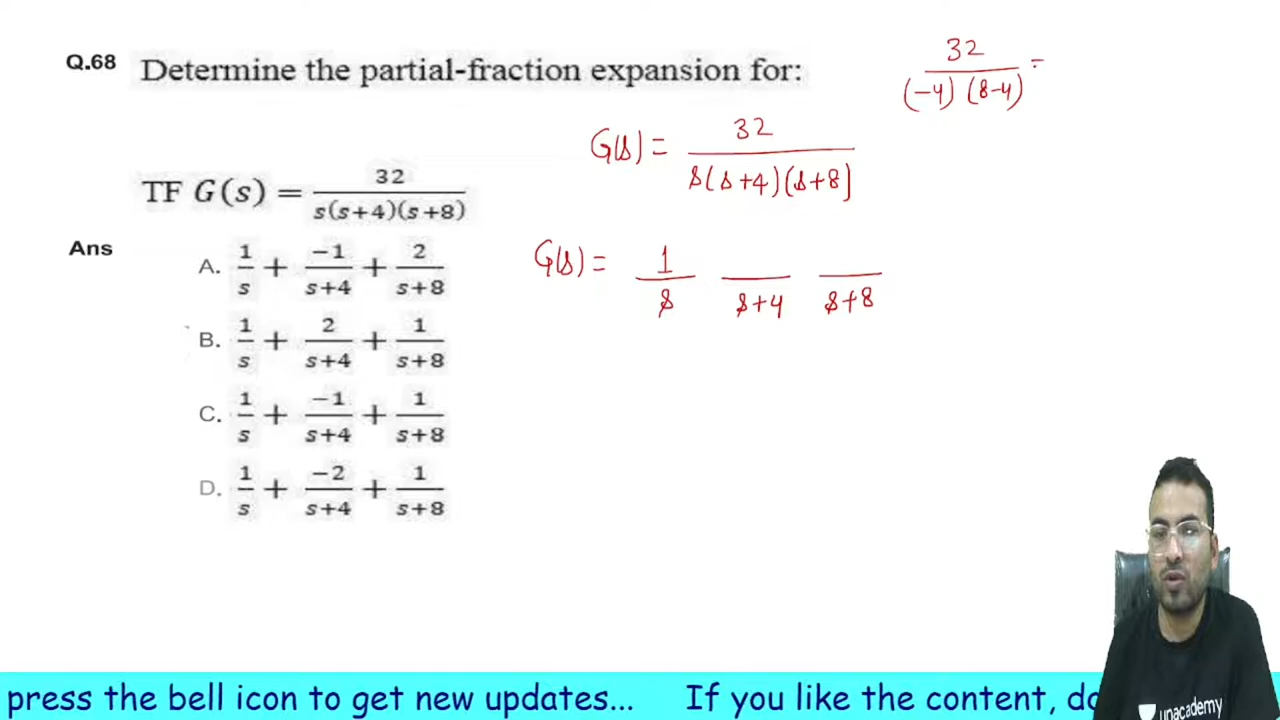 Q.68 Determine the partial-fraction expansion for:
32 / (-4) (8-4) =
G(s) = 32 / s(s+4)(s+8)
TF G(s) = 32 / s(s+4)(s+8)
Ans
A. 1/s + -1/s+4 + 2/s+8
G(s) = 1/s /s+4 /s+8
B. 1/s + 2/s+4 + 1/s+8
C. 1/s + -1/s+4 + 1/s+8
D. 1/s + -2/s+4 + 1/s+8
unacademy
press the bell icon to get new updates... If you like the content, do